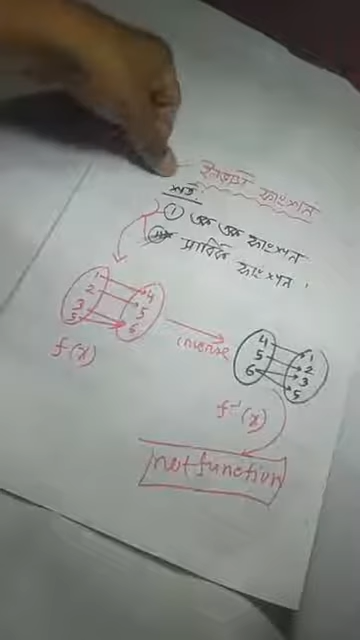 ইনভার্স ফাংশন
শর্ত:
① এক এক ফাংশন
② সার্বিক ফাংশন।
1 2 3 5
4 5 6
inverse
4 5 6
1 2 3 5
f(x)
f⁻¹(x)
not function